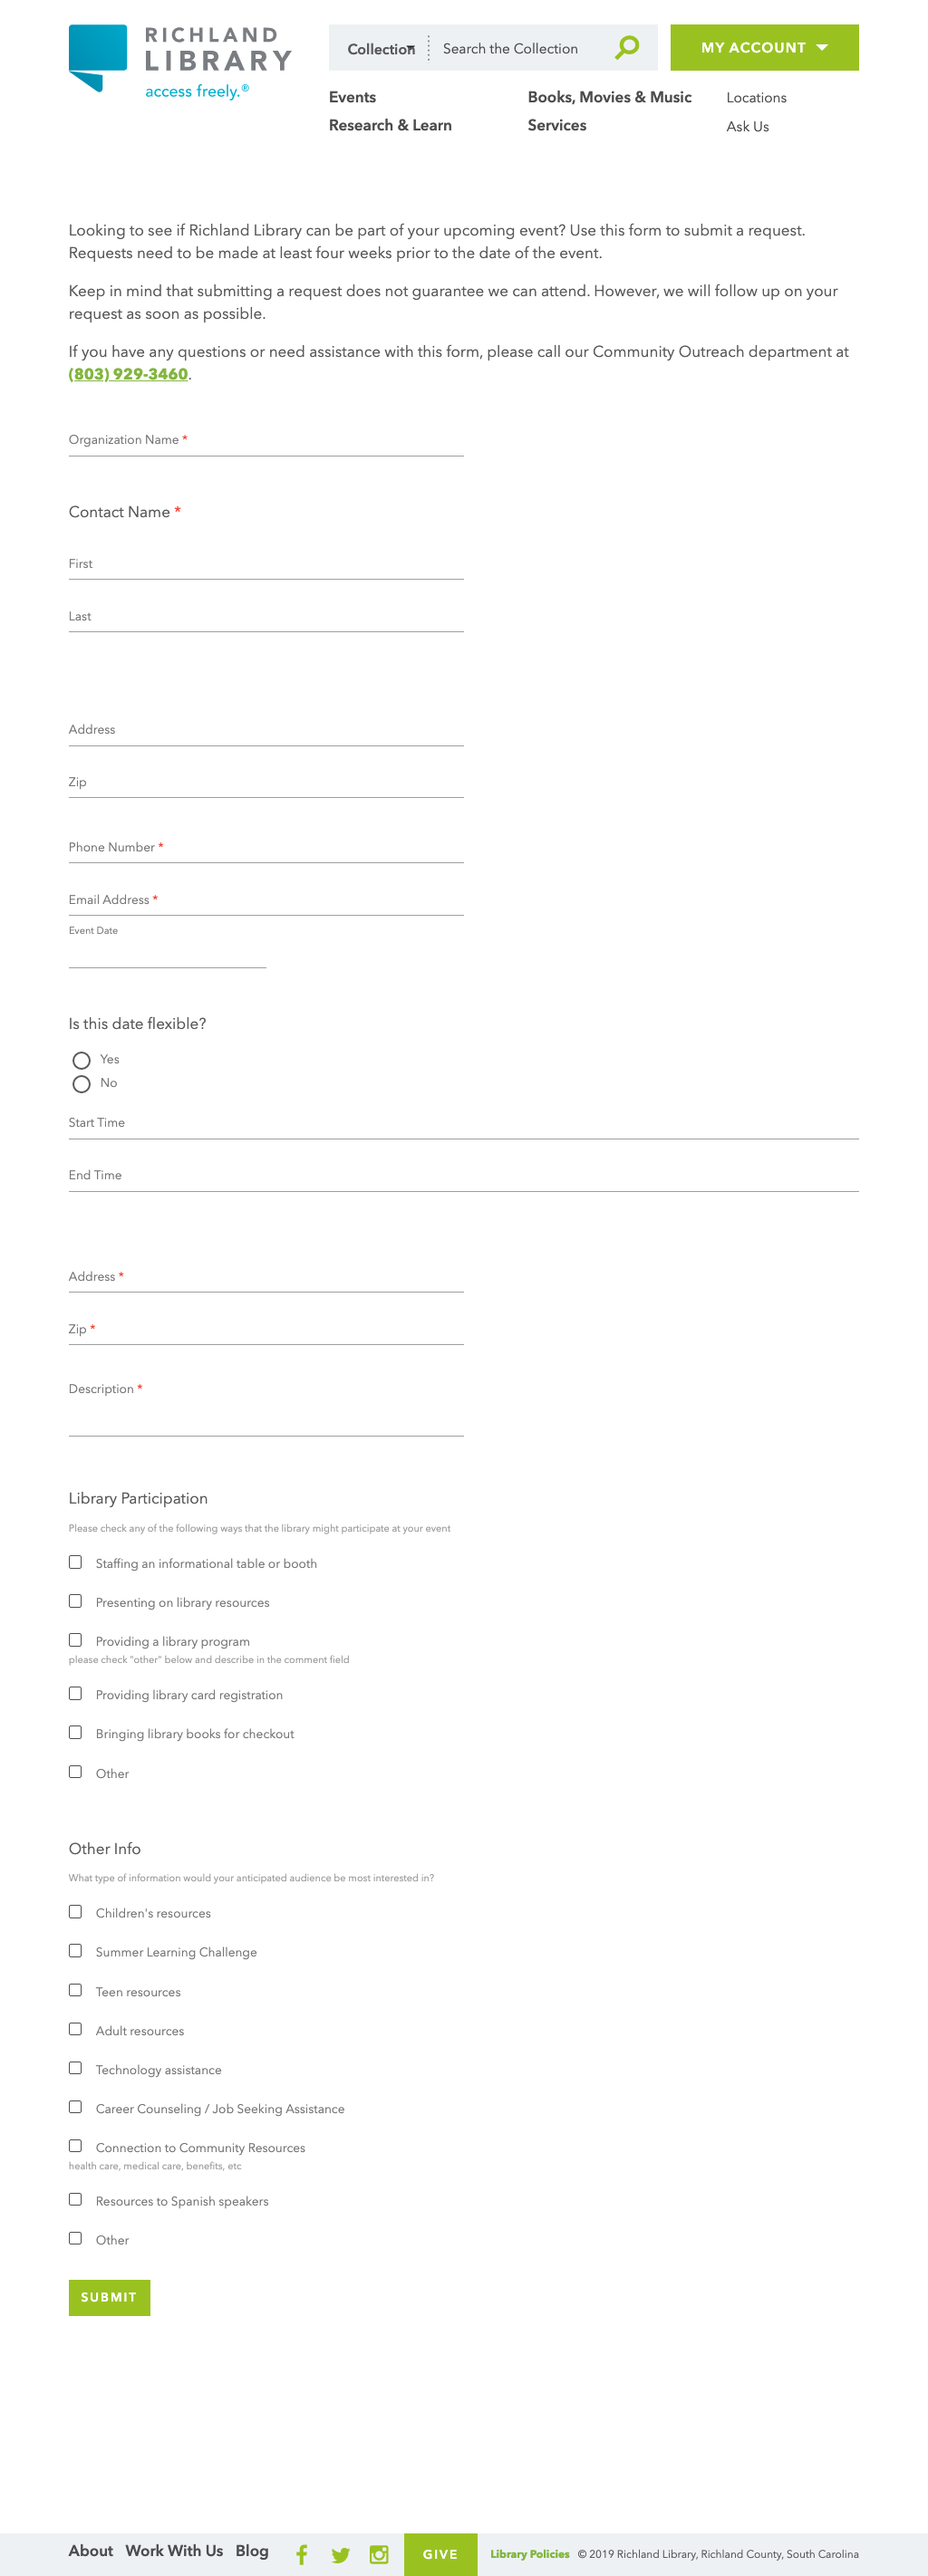 RICHLAND
LIBRARY
access freely.®
Collection
Search the Collection
MY ACCOUNT
Events
Books, Movies & Music
Locations
Research & Learn
Services
Ask Us
Looking to see if Richland Library can be part of your upcoming event? Use this form to submit a request.
Requests need to be made at least four weeks prior to the date of the event.
Keep in mind that submitting a request does not guarantee we can attend. However, we will follow up on your
request as soon as possible.
If you have any questions or need assistance with this form, please call our Community Outreach department at
(803) 929-3460.
Organization Name *
Contact Name *
First
Last
Address
Zip
Phone Number *
Email Address *
Event Date
Is this date flexible?
Yes
No
Start Time
End Time
Address *
Zip *
Description *
Library Participation
Please check any of the following ways that the library might participate at your event
Staffing an informational table or booth
Presenting on library resources
Providing a library program
please check "other" below and describe in the comment field
Providing library card registration
Bringing library books for checkout
Other
Other Info
What type of information would your anticipated audience be most interested in?
Children's resources
Summer Learning Challenge
Teen resources
Adult resources
Technology assistance
Career Counseling / Job Seeking Assistance
Connection to Community Resources
health care, medical care, benefits, etc
Resources to Spanish speakers
Other
SUBMIT
About Work With Us Blog
GIVE
Library Policies © 2019 Richland Library, Richland County, South Carolina